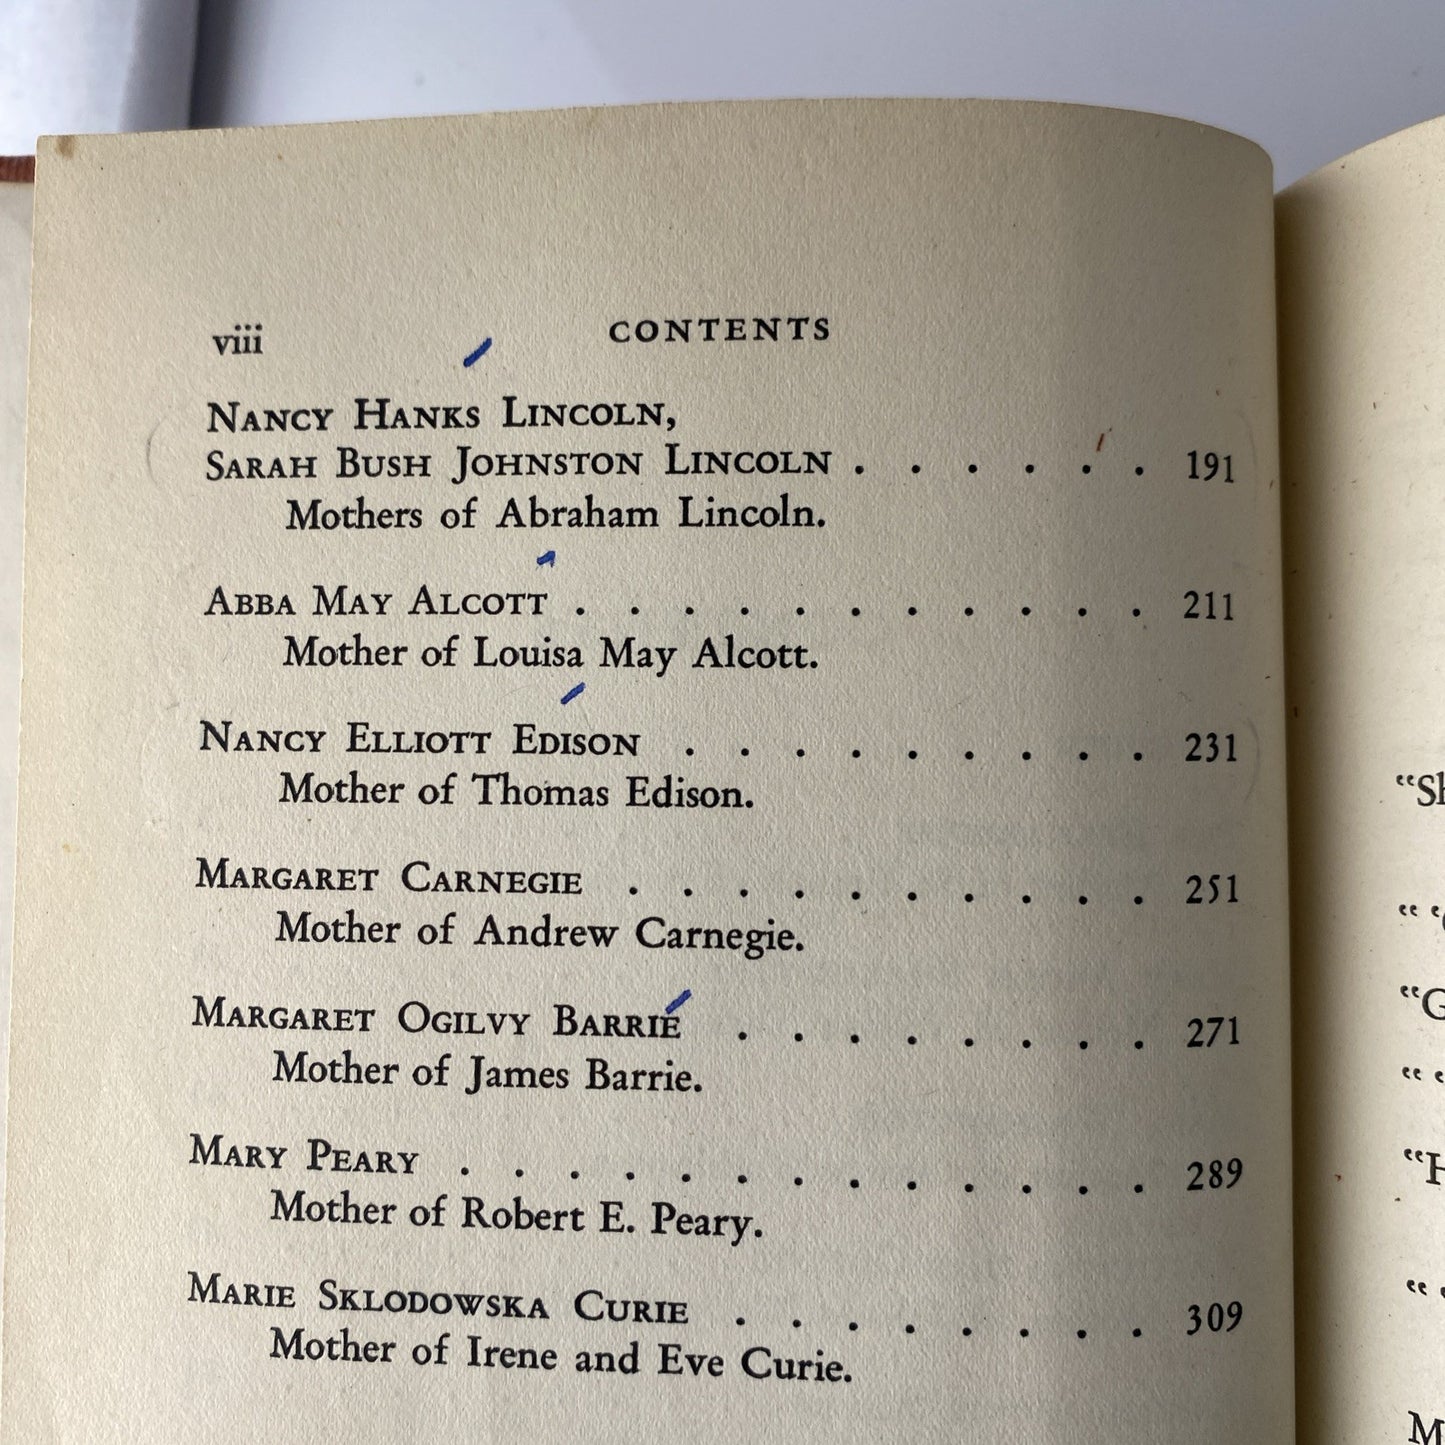 viii CONTENTS
NANCY HANKS LINCOLN,
SARAH BUSH JOHNSTON LINCOLN . . . . . . 191
Mothers of Abraham Lincoln.
ABBA MAY ALCOTT . . . . . . . . . . . 211
Mother of Louisa May Alcott.
NANCY ELLIOTT EDISON . . . . . . . . . 231
Mother of Thomas Edison.
MARGARET CARNEGIE . . . . . . . . . . 251
Mother of Andrew Carnegie.
MARGARET OGILVY BARRIE . . . . . . . . 271
Mother of James Barrie.
MARY PEARY . . . . . . . . . . . . . 289
Mother of Robert E. Peary.
MARIE SKLODOWSKA CURIE . . . . . . . . 309
Mother of Irene and Eve Curie.